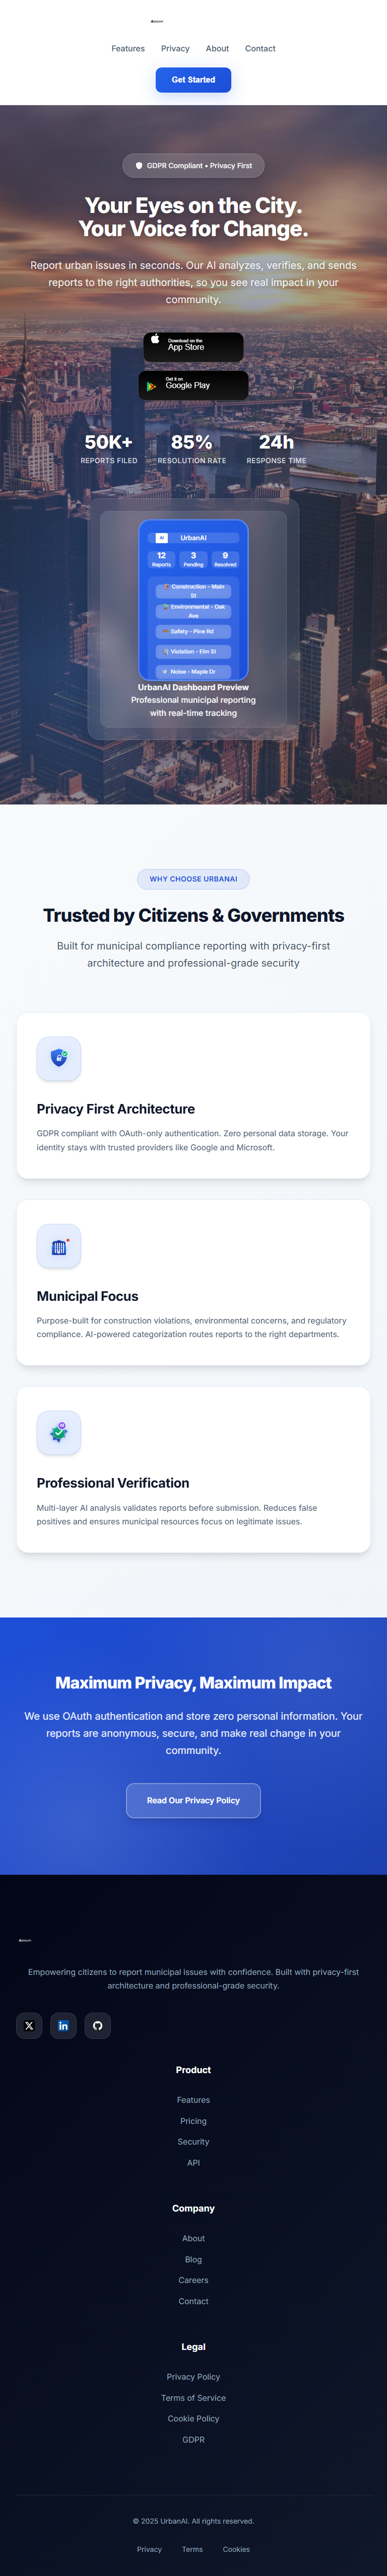 Features Privacy About Contact
Get Started
GDPR Compliant • Privacy First
Your Eyes on the City.
Your Voice for Change.
Report urban issues in seconds. Our AI analyzes, verifies, and sends
reports to the right authorities, so you see real impact in your
community.
Download on the
App Store
Get it on
Google Play
50K+ 85% 24h
REPORTS FILED RESOLUTION RATE RESPONSE TIME
AI UrbanAI
12 3 9
Reports Pending Resolved
Construction - Main
St
Environmental - Oak
Ave
Safety - Pine Rd
Violation - Elm St
Noise - Maple Dr
UrbanAI Dashboard Preview
Professional municipal reporting
with real-time tracking
WHY CHOOSE URBANAI
Trusted by Citizens & Governments
Built for municipal compliance reporting with privacy-first
architecture and professional-grade security
Privacy First Architecture
GDPR compliant with OAuth-only authentication. Zero personal data storage. Your
identity stays with trusted providers like Google and Microsoft.
Municipal Focus
Purpose-built for construction violations, environmental concerns, and regulatory
compliance. AI-powered categorization routes reports to the right departments.
AI
Professional Verification
Multi-layer AI analysis validates reports before submission. Reduces false
positives and ensures municipal resources focus on legitimate issues.
Maximum Privacy, Maximum Impact
We use OAuth authentication and store zero personal information. Your
reports are anonymous, secure, and make real change in your
community.
Read Our Privacy Policy
Empowering citizens to report municipal issues with confidence. Built with privacy-first
architecture and professional-grade security.
Product
Features
Pricing
Security
API
Company
About
Blog
Careers
Contact
Legal
Privacy Policy
Terms of Service
Cookie Policy
GDPR
© 2025 UrbanAI. All rights reserved.
Privacy Terms Cookies